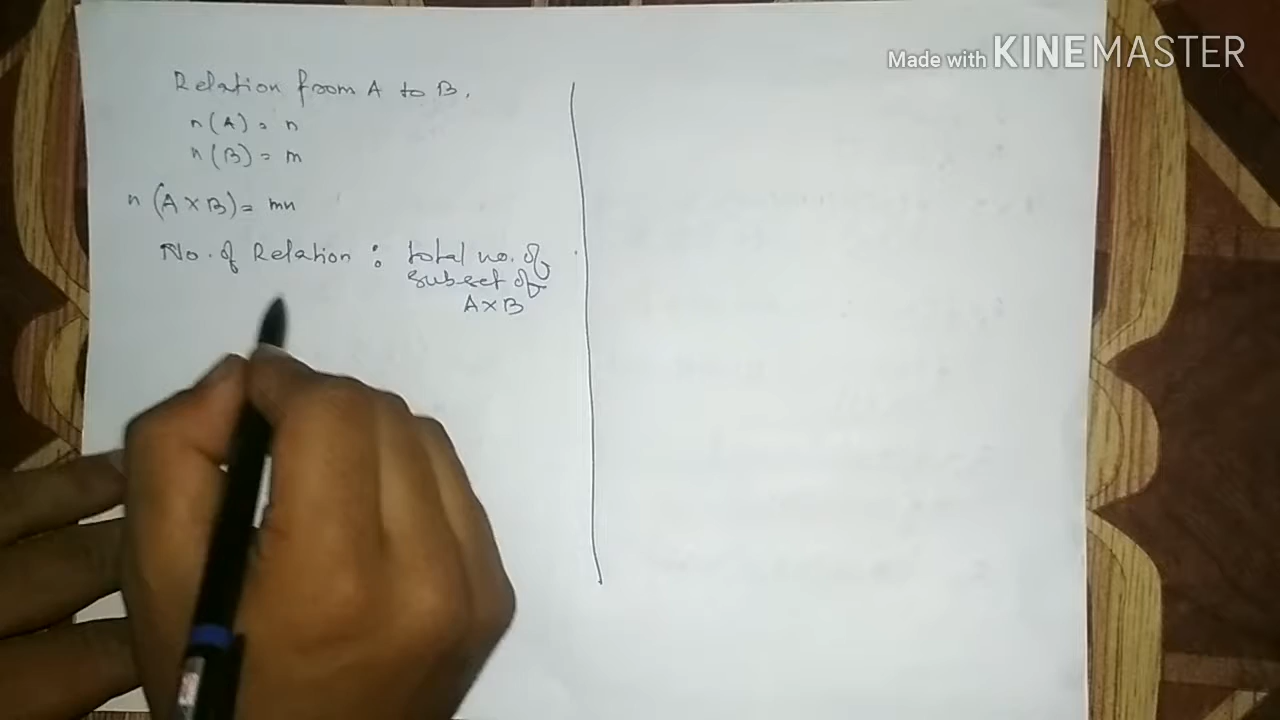 Made with KINEMASTER
Relation from A to B.
n(A) = n
n(B) = m
n(A×B) = mn
No. of Relation : total no. of
subset of
A×B